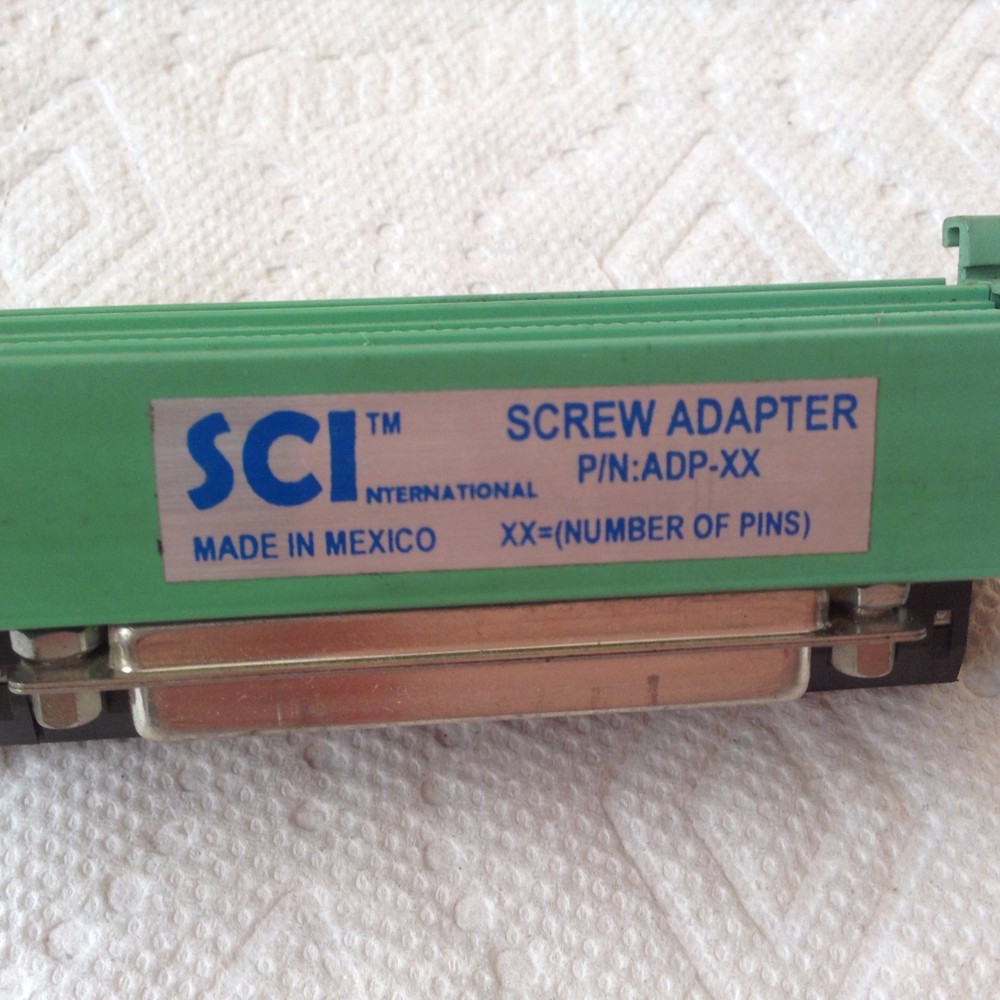 SCI™ SCREW ADAPTER
NTERNATIONAL P/N:ADP-XX
MADE IN MEXICO XX=(NUMBER OF PINS)